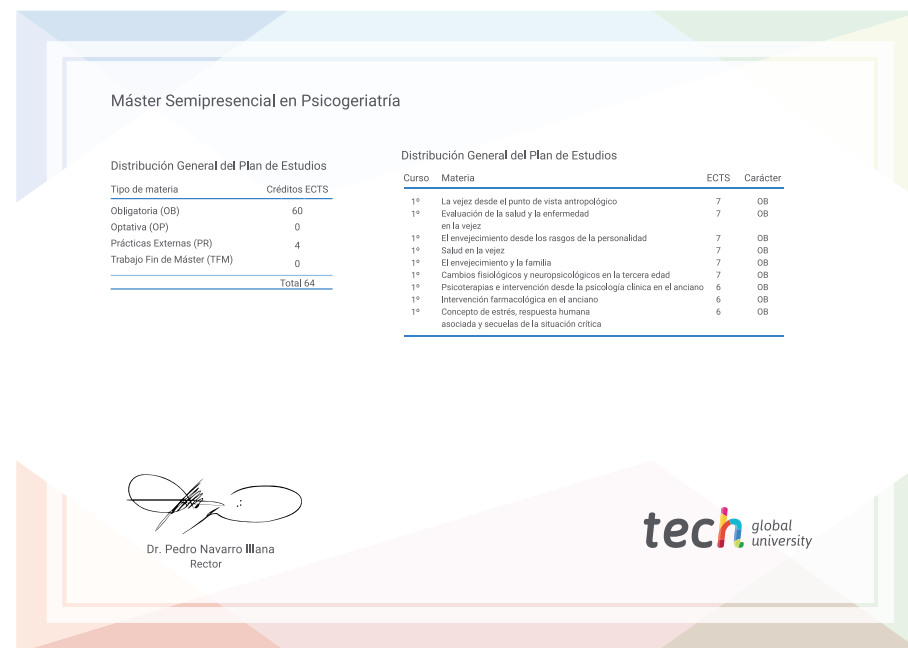 Máster Semipresencial en Psicogeriatría
Distribución General del Plan de Estudios
Tipo de materia Créditos ECTS
Obligatoria (OB) 60
Optativa (OP) 0
Prácticas Externas (PR) 4
Trabajo Fin de Máster (TFM) 0
Total 64
Distribución General del Plan de Estudios
Curso Materia ECTS Carácter
1º La vejez desde el punto de vista antropológico 7 OB
1º Evaluación de la salud y la enfermedad 7 OB
en la vejez
1º El envejecimiento desde los rasgos de la personalidad 7 OB
1º Salud en la vejez 7 OB
1º El envejecimiento y la familia 7 OB
1º Cambios fisiológicos y neuropsicológicos en la tercera edad 7 OB
1º Psicoterapias e intervención desde la psicología clínica en el anciano 6 OB
1º Intervención farmacológica en el anciano 6 OB
1º Concepto de estrés, respuesta humana 6 OB
asociada y secuelas de la situación crítica
Dr. Pedro Navarro Illana
Rector
tech global
university